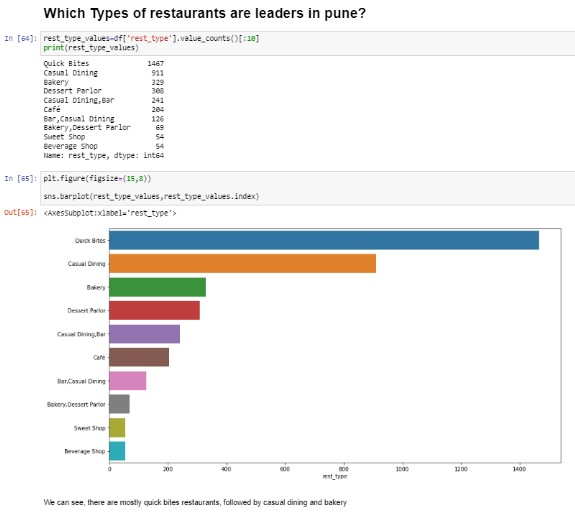 Which Types of restaurants are leaders in pune?
In [64]: rest_type_values=df['rest_type'].value_counts()[:10]
print(rest_type_values)
Quick Bites 1467
Casual Dining 911
Bakery 329
Dessert Parlor 308
Casual Dining,Bar 241
Café 204
Bar,Casual Dining 126
Bakery,Dessert Parlor 69
Sweet Shop 54
Beverage Shop 54
Name: rest_type, dtype: int64
In [65]: plt.figure(figsize=(15,8))
sns.barplot(rest_type_values,rest_type_values.index)
Out[65]: <AxesSubplot:xlabel='rest_type'>
Quick Bites
Casual Dining
Bakery
Dessert Parlor
Casual Dining,Bar
Café
Bar,Casual Dining
Bakery,Dessert Parlor
Sweet Shop
Beverage Shop
0 200 400 600 800 1000 1200 1400
rest_type
We can see, there are mostly quick bites restaurants, followed by casual dining and bakery